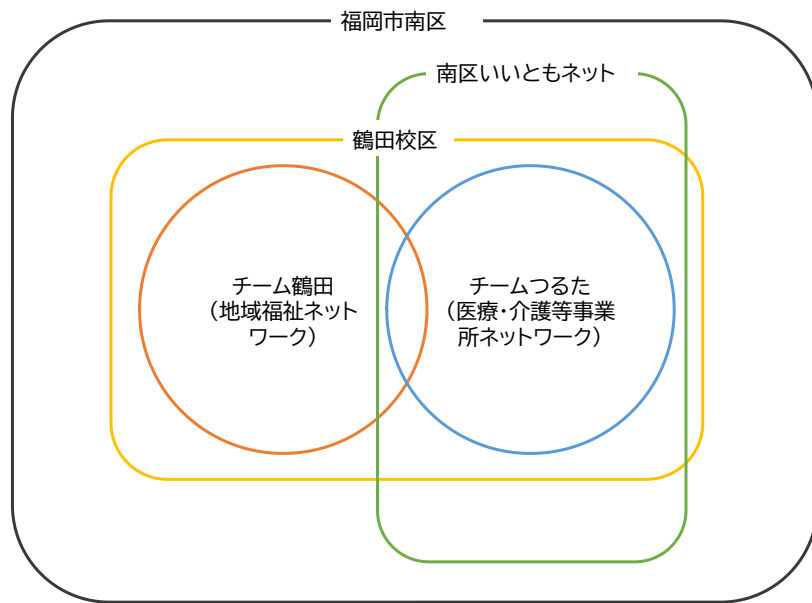 福岡市南区
南区いいともネット
鶴田校区
チーム鶴田
（地域福祉ネット
ワーク）
チームつるた
（医療・介護等事業
所ネットワーク）